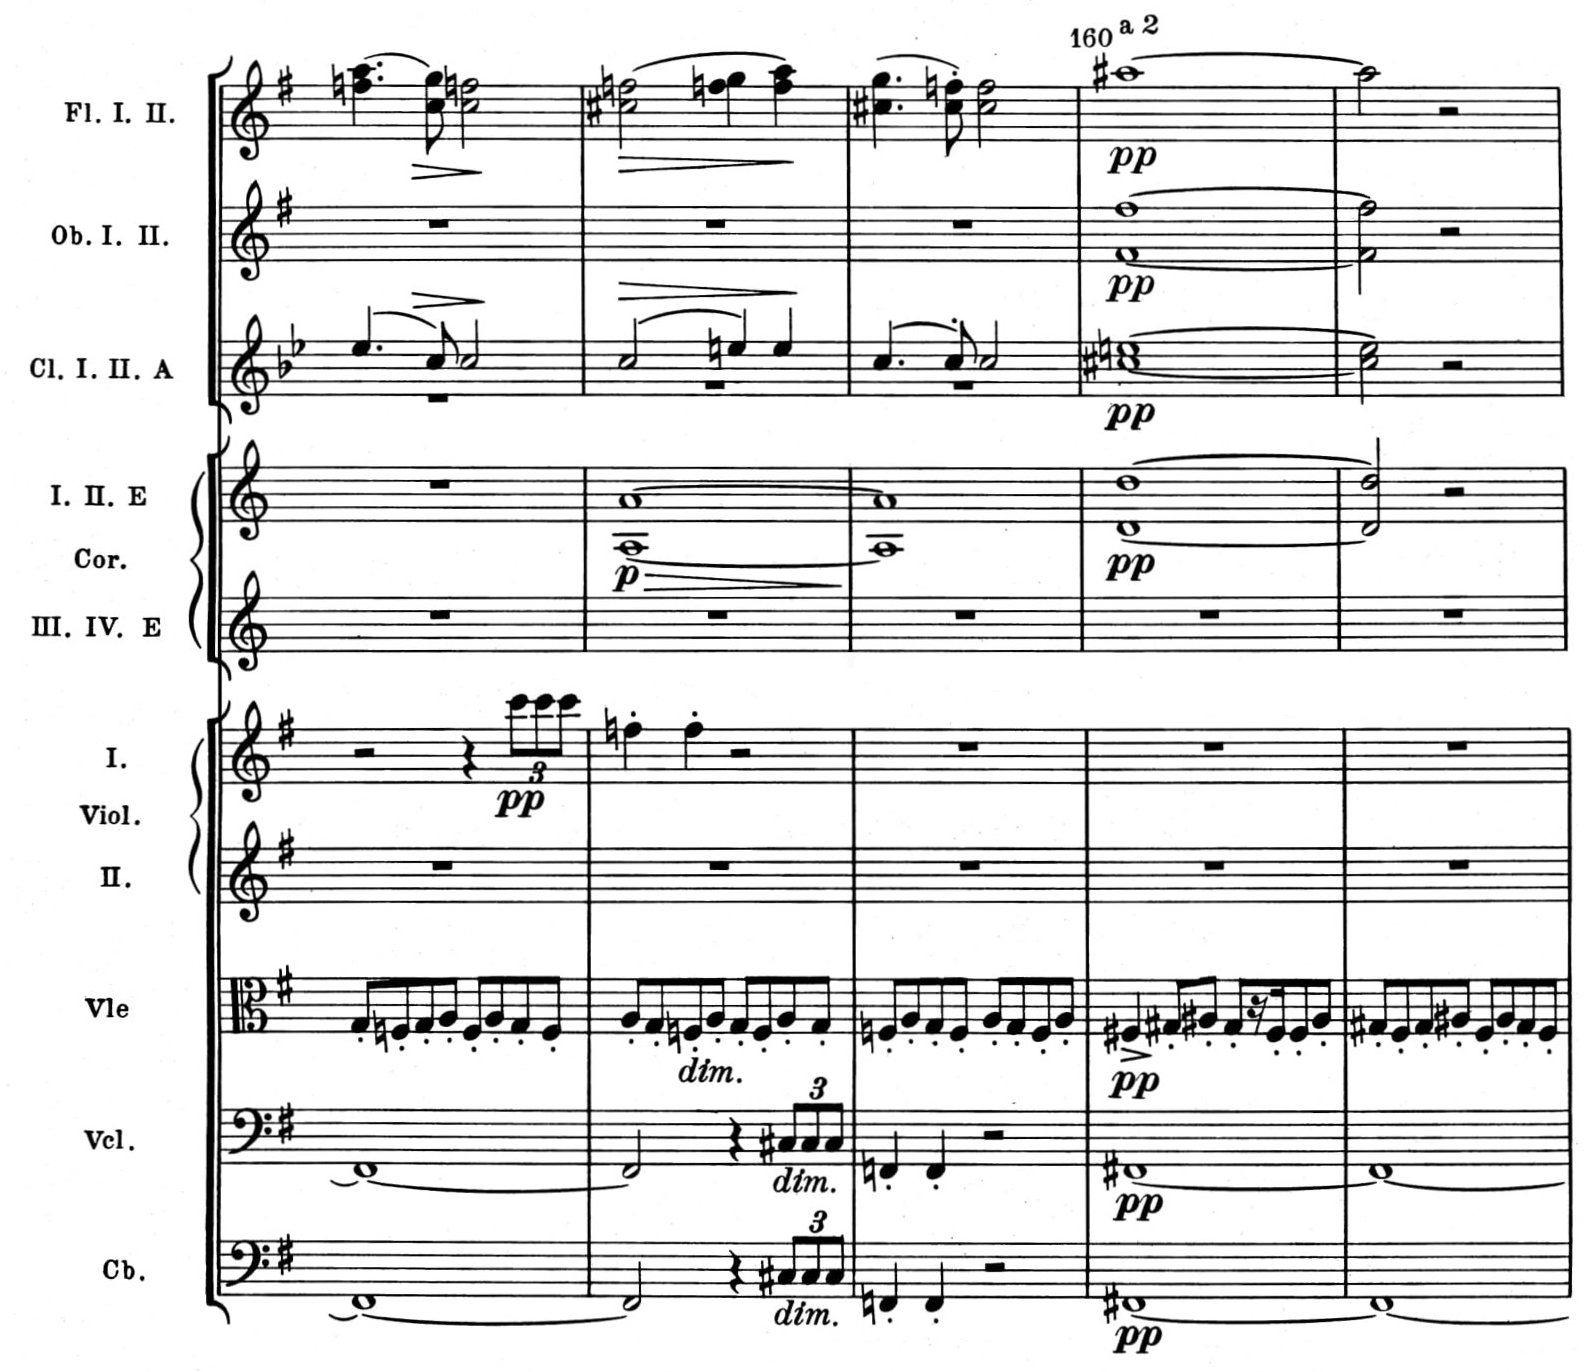 160 a 2
Fl. I. II.
pp
Ob. I. II.
pp
Cl. I. II. A
pp
I. II. E
Cor.
p pp
III. IV. E
I.
3
pp
Viol.
II.
Vle
dim. pp
3
Vcl.
dim. pp
3
Cb.
dim. pp